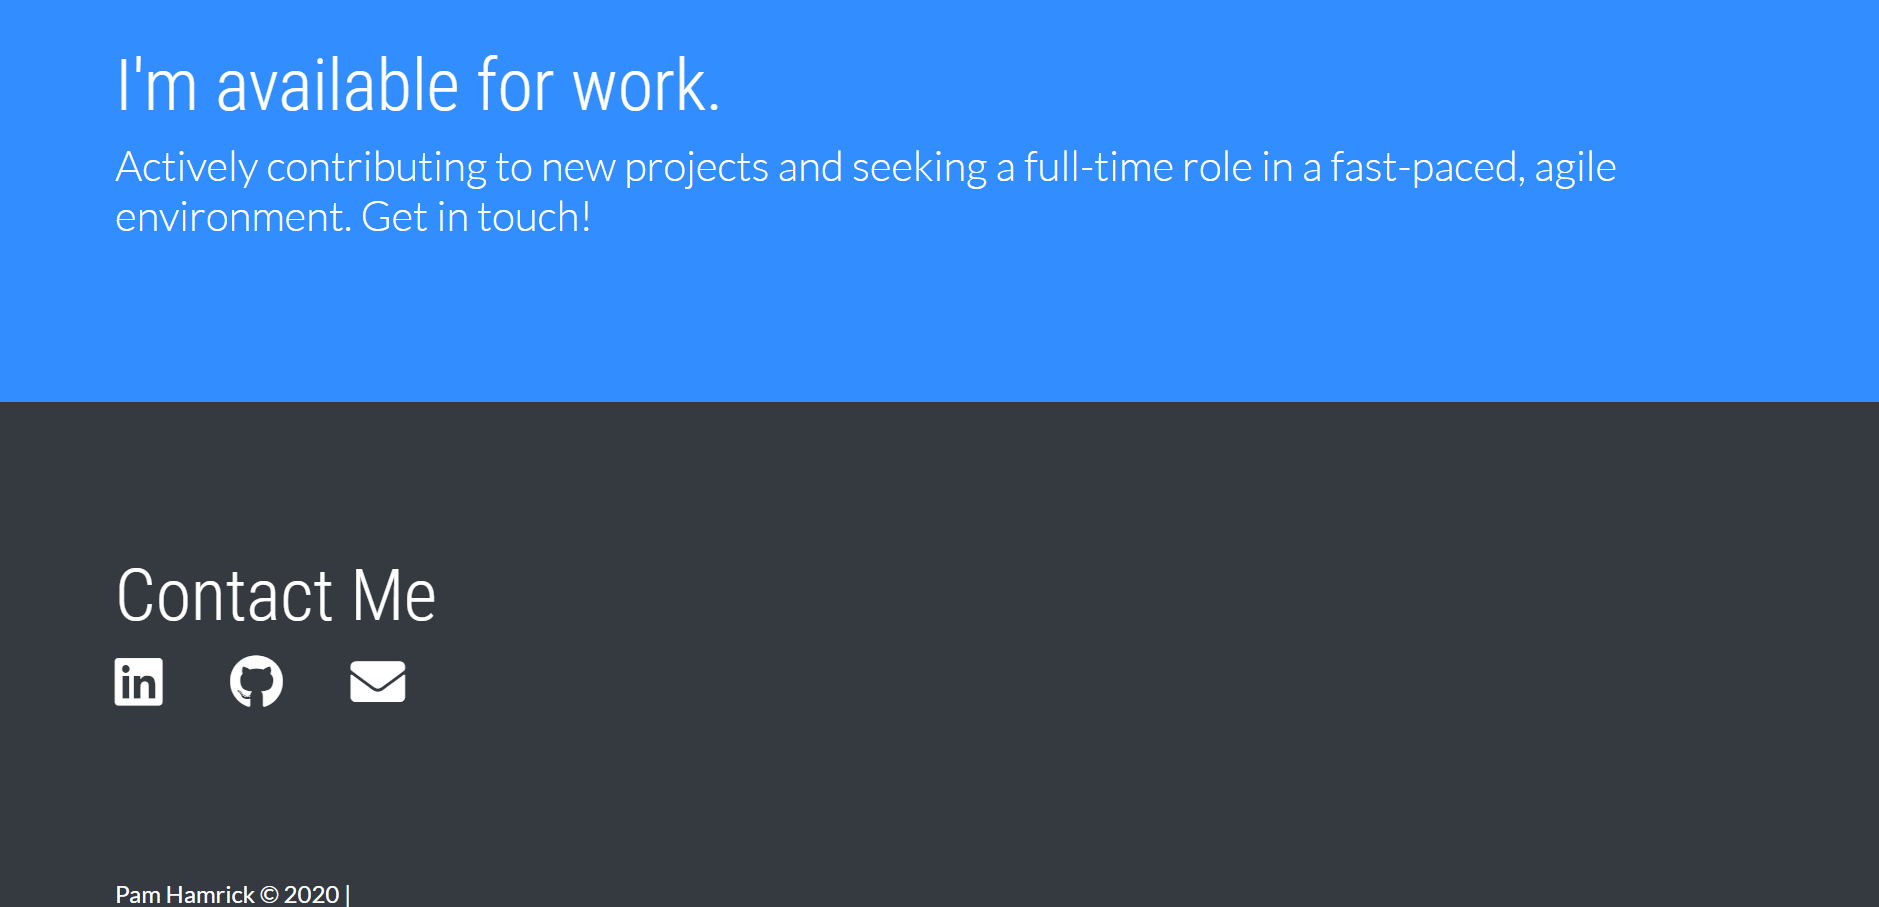 I'm available for work.
Actively contributing to new projects and seeking a full-time role in a fast-paced, agile
environment. Get in touch!
Contact Me
in
Pam Hamrick © 2020 |